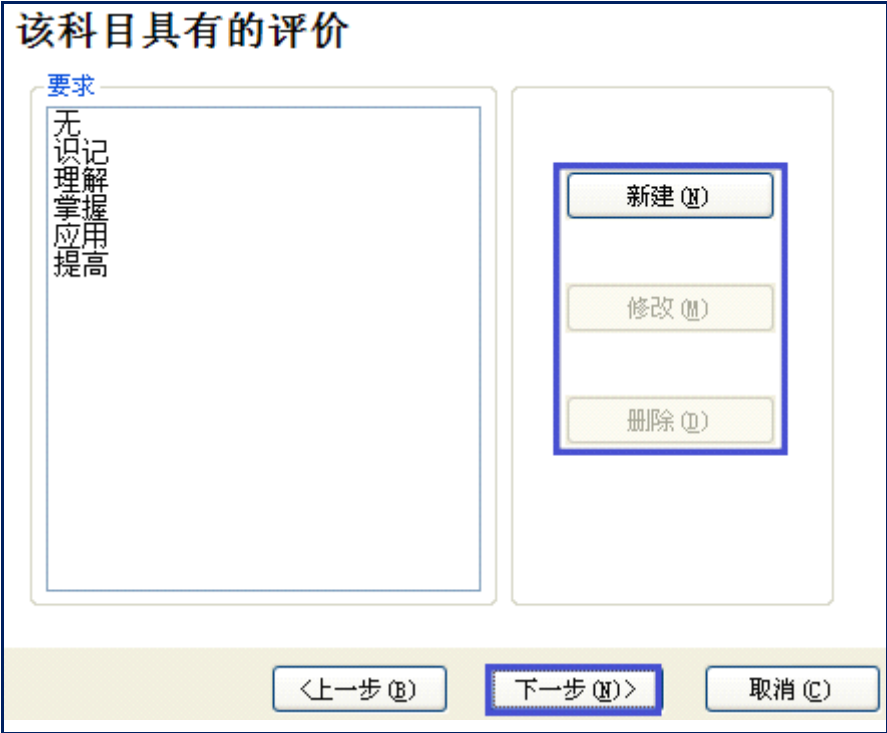 该科目具有的评价
要求
无
识记
理解
掌握
应用
提高
新建(N)
修改(M)
删除(D)
<上一步(B)
下一步(N)>
取消(C)